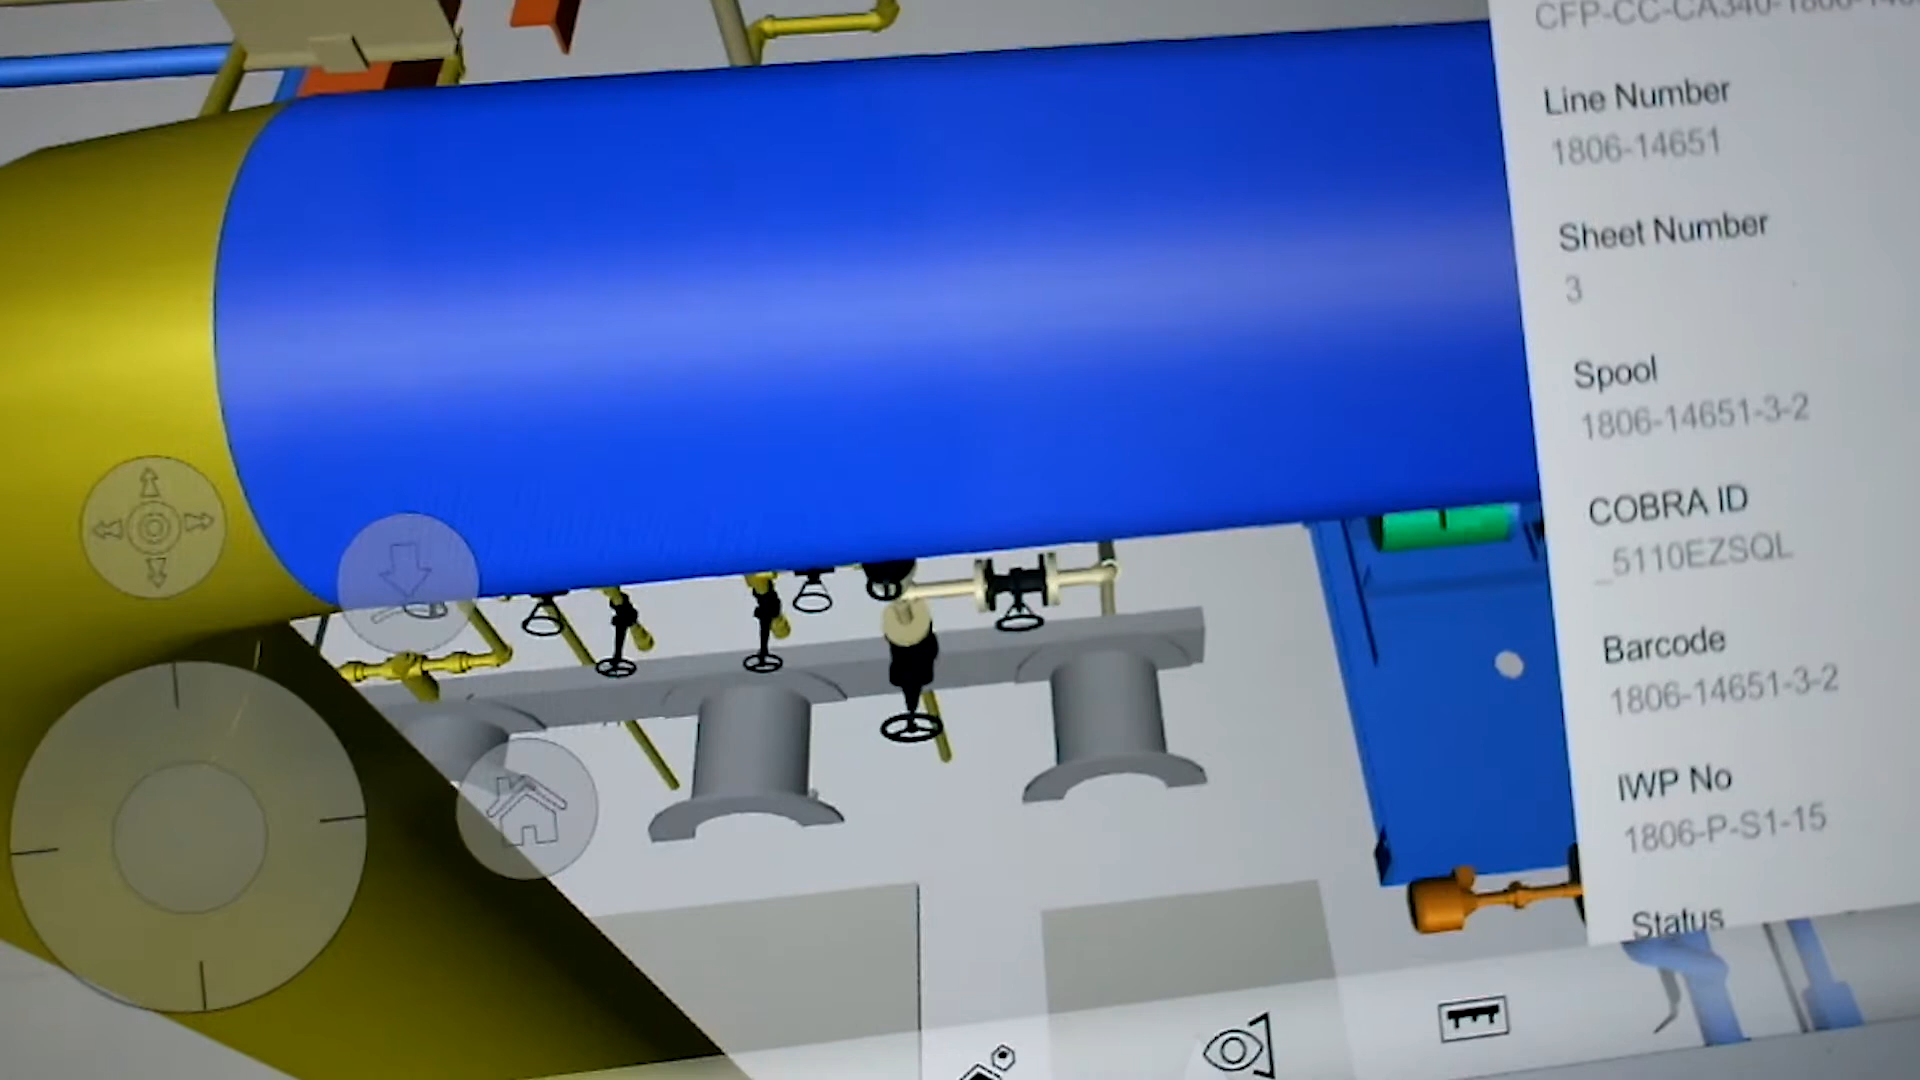 CFP-CC-CA340-1806-
Line Number
1806-14651
Sheet Number
3
Spool
1806-14651-3-2
COBRA ID
_5110EZSQL
Barcode
1806-14651-3-2
IWP No
1806-P-S1-15
Status